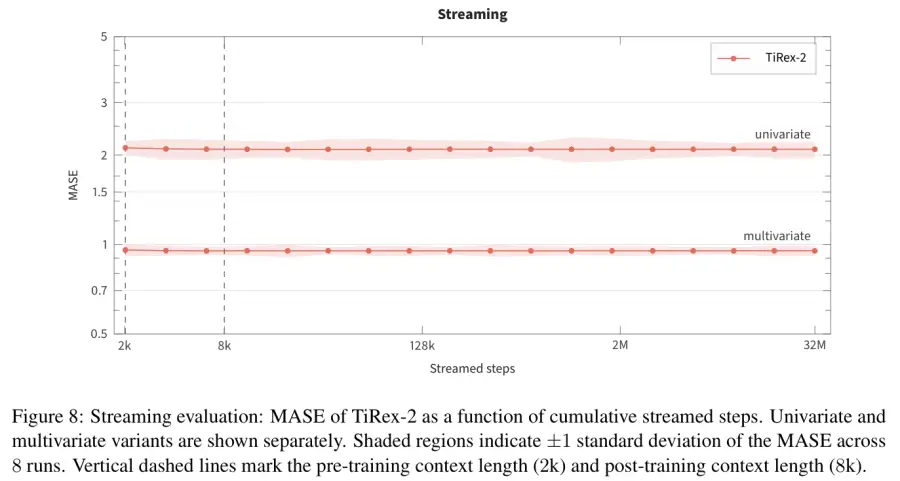 Streaming
5
TiRex-2
3
univariate
2
MASE
1.5
multivariate
1
0.7
0.5
2k
8k
128k
2M
32M
Streamed steps
Figure 8: Streaming evaluation: MASE of TiRex-2 as a function of cumulative streamed steps. Univariate and
multivariate variants are shown separately. Shaded regions indicate ±1 standard deviation of the MASE across
8 runs. Vertical dashed lines mark the pre-training context length (2k) and post-training context length (8k).